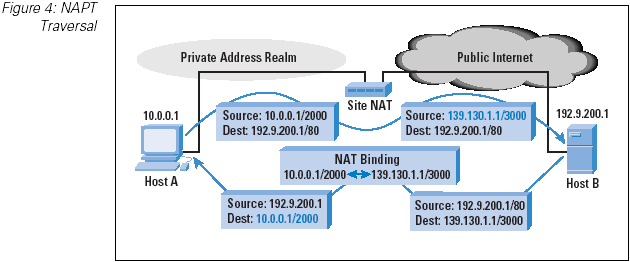 Figure 4: NAPT
Traversal
Private Address Realm
Public Internet
Site NAT
10.0.0.1
192.9.200.1
Source: 10.0.0.1/2000
Dest: 192.9.200.1/80
Source: 139.130.1.1/3000
Dest: 192.9.200.1/80
NAT Binding
10.0.0.1/2000 139.130.1.1/3000
Host A
Host B
Source: 192.9.200.1
Dest: 10.0.0.1/2000
Source: 192.9.200.1/80
Dest: 139.130.1.1/3000